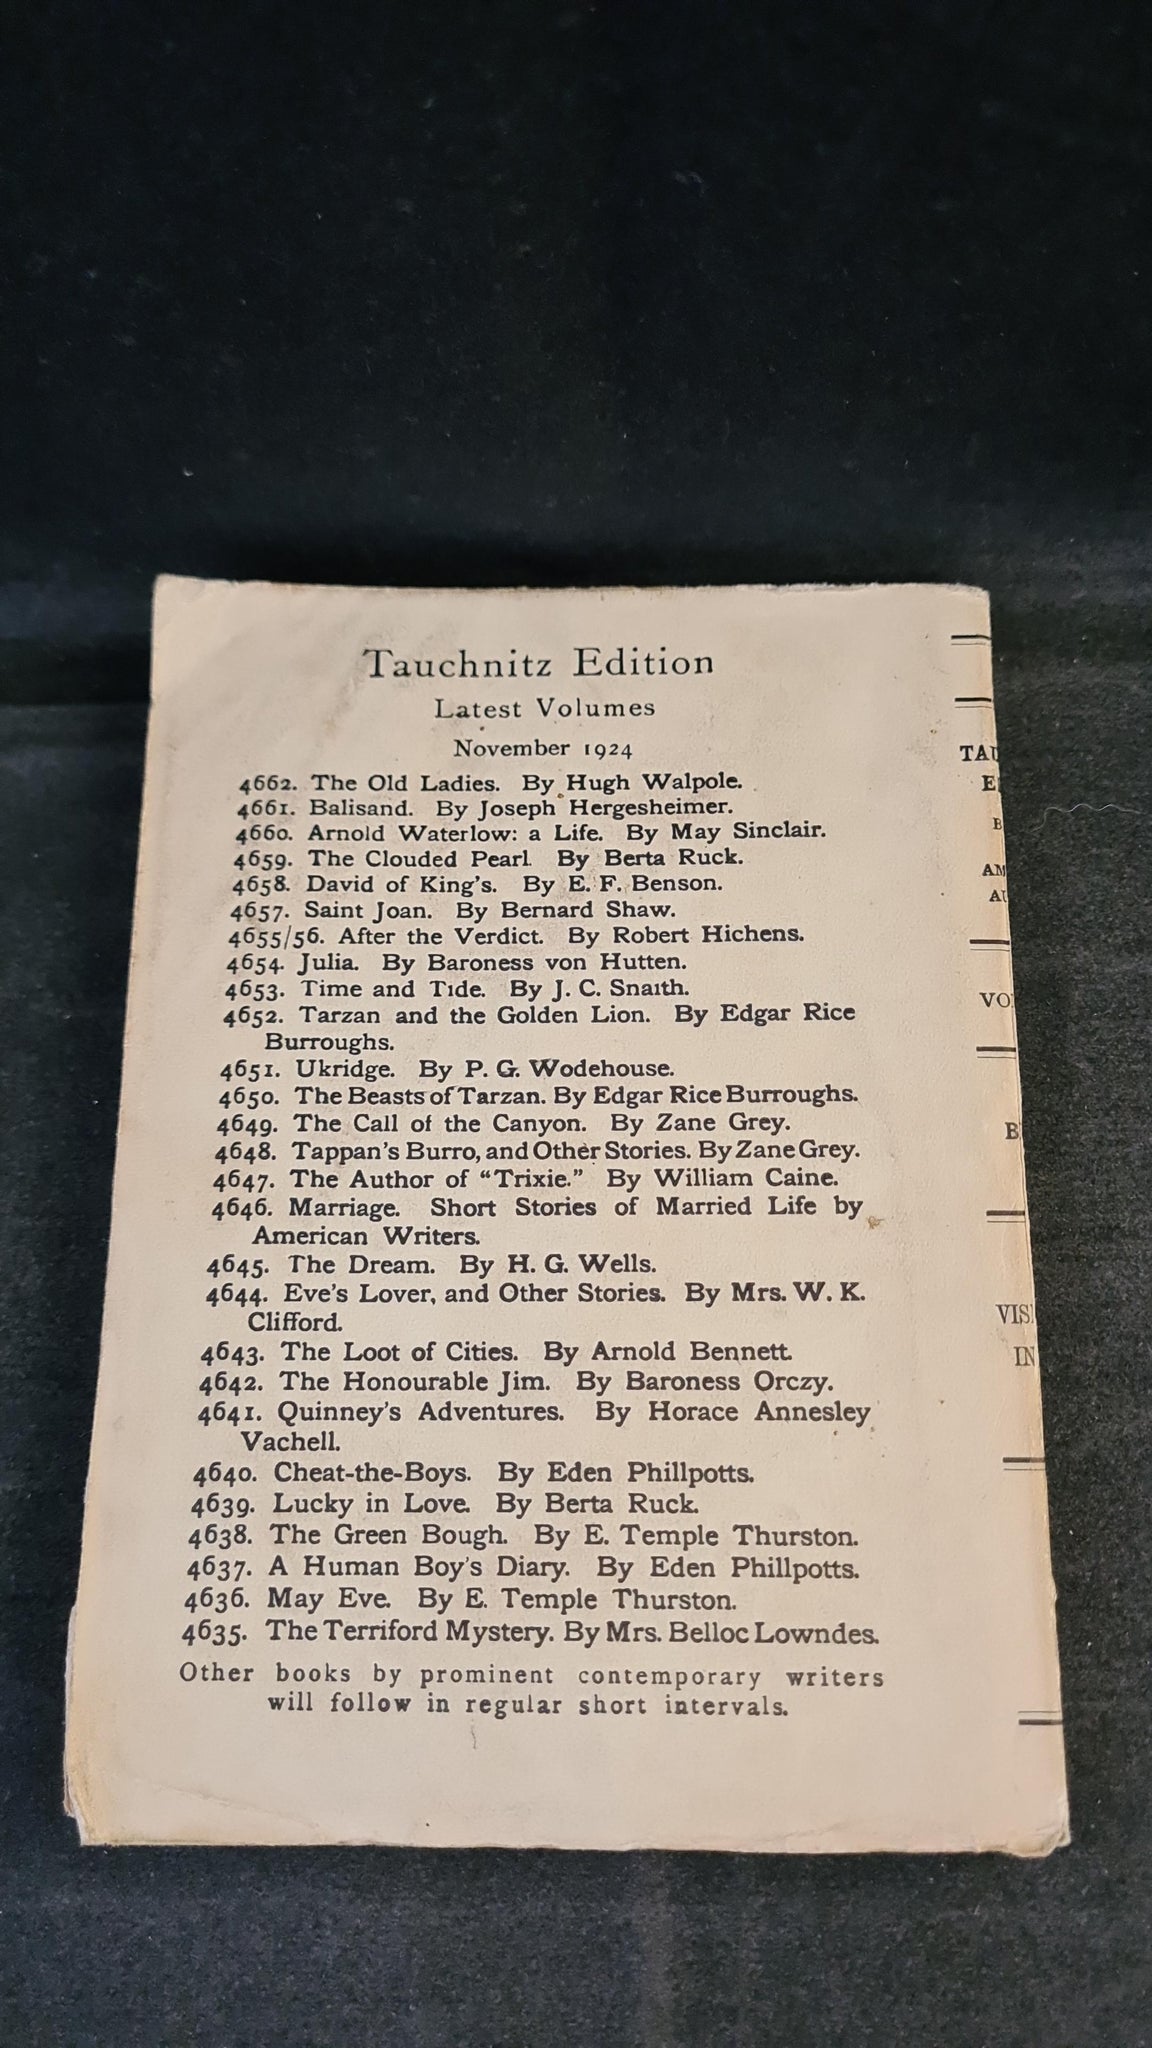 Tauchnitz Edition
Latest Volumes
November 1924
4662. The Old Ladies. By Hugh Walpole.
4661. Balisand. By Joseph Hergesheimer.
4660. Arnold Waterlow: a Life. By May Sinclair.
4659. The Clouded Pearl. By Berta Ruck.
4658. David of King's. By E. F. Benson.
4657. Saint Joan. By Bernard Shaw.
4655/56. After the Verdict. By Robert Hichens.
4654. Julia. By Baroness von Hutten.
4653. Time and Tide. By J. C. Snaith.
4652. Tarzan and the Golden Lion. By Edgar Rice
Burroughs.
4651. Ukridge. By P. G. Wodehouse.
4650. The Beasts of Tarzan. By Edgar Rice Burroughs.
4649. The Call of the Canyon. By Zane Grey.
4648. Tappan's Burro, and Other Stories. By Zane Grey.
4647. The Author of "Trixie." By William Caine.
4646. Marriage. Short Stories of Married Life by
American Writers.
4645. The Dream. By H. G. Wells.
4644. Eve's Lover, and Other Stories. By Mrs. W. K.
Clifford.
4643. The Loot of Cities. By Arnold Bennett.
4642. The Honourable Jim. By Baroness Orczy.
4641. Quinney's Adventures. By Horace Annesley
Vachell.
4640. Cheat-the-Boys. By Eden Phillpotts.
4639. Lucky in Love. By Berta Ruck.
4638. The Green Bough. By E. Temple Thurston.
4637. A Human Boy's Diary. By Eden Phillpotts.
4636. May Eve. By E. Temple Thurston.
4635. The Terriford Mystery. By Mrs. Belloc Lowndes.
Other books by prominent contemporary writers
will follow in regular short intervals.